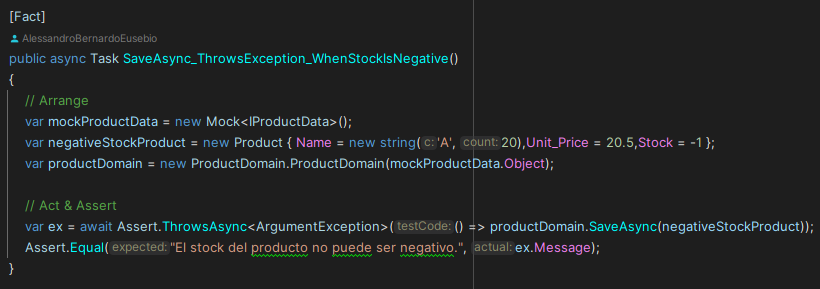 [Fact]
AlessandroBernardoEusebio
public async Task SaveAsync_ThrowsException_WhenStockIsNegative()
{
// Arrange
var mockProductData = new Mock<IProductData>();
var negativeStockProduct = new Product { Name = new string( c: 'A', count: 20),Unit_Price = 20.5,Stock = -1 };
var productDomain = new ProductDomain.ProductDomain(mockProductData.Object);
// Act & Assert
var ex = await Assert.ThrowsAsync<ArgumentException>( testCode: () => productDomain.SaveAsync(negativeStockProduct));
Assert.Equal( expected: "El stock del producto no puede ser negativo.", actual: ex.Message);
}